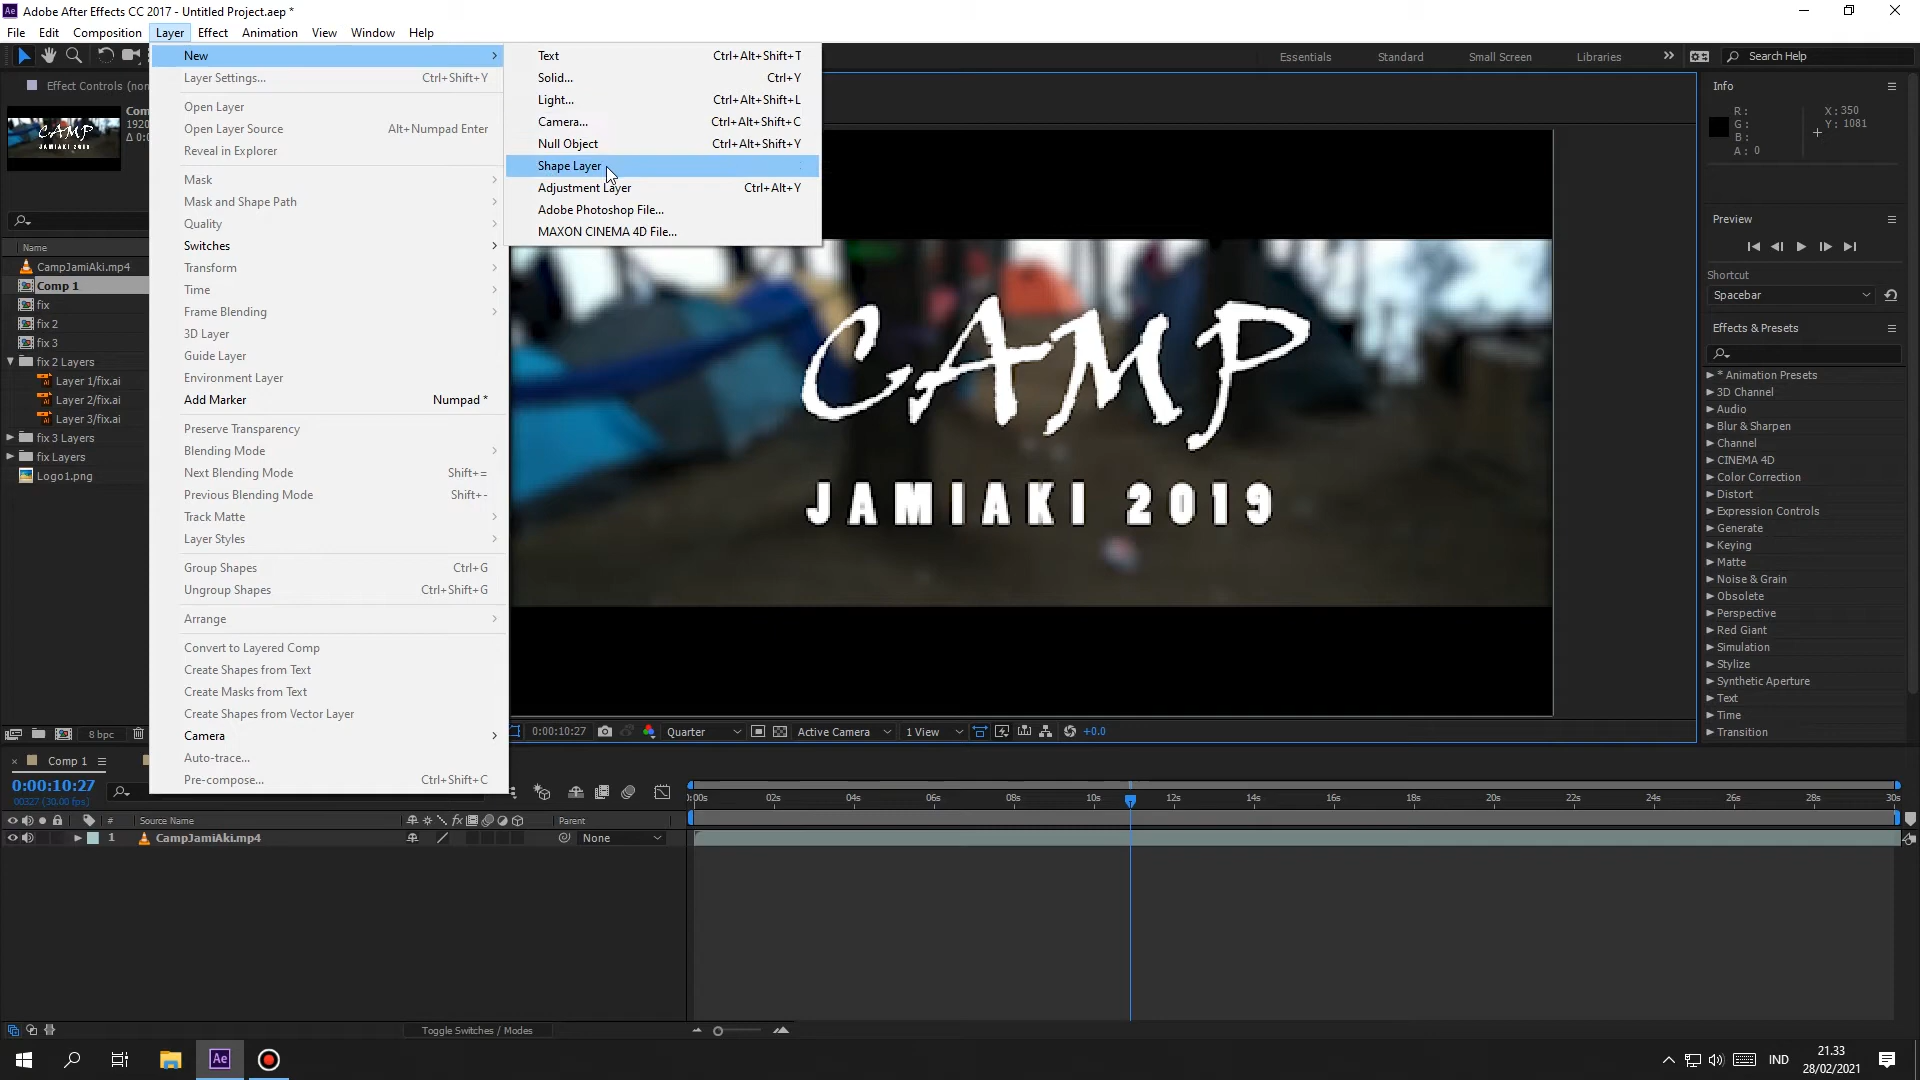 Adobe After Effects CC 2017 - Untitled Project.aep *
File Edit Composition Layer Effect Animation View Window Help
Essentials Standard Small Screen Libraries Search Help
Effect Controls (non
Com
1920
Δ 0:0
CAMP
JAMIAKI 2019
Name
CampJamiAki.mp4
Comp 1
fix
fix 2
fix 3
fix 2 Layers
Layer 1/fix.ai
Layer 2/fix.ai
Layer 3/fix.ai
fix 3 Layers
fix Layers
Logo1.png
8 bpc
New
Layer Settings... Ctrl+Shift+Y
Open Layer
Open Layer Source Alt+Numpad Enter
Reveal in Explorer
Mask
Mask and Shape Path
Quality
Switches
Transform
Time
Frame Blending
3D Layer
Guide Layer
Environment Layer
Add Marker Numpad *
Preserve Transparency
Blending Mode
Next Blending Mode Shift+=
Previous Blending Mode Shift+-
Track Matte
Layer Styles
Group Shapes Ctrl+G
Ungroup Shapes Ctrl+Shift+G
Arrange
Convert to Layered Comp
Create Shapes from Text
Create Masks from Text
Create Shapes from Vector Layer
Camera
Auto-trace...
Pre-compose... Ctrl+Shift+C
Text Ctrl+Alt+Shift+T
Solid... Ctrl+Y
Light... Ctrl+Alt+Shift+L
Camera... Ctrl+Alt+Shift+C
Null Object Ctrl+Alt+Shift+Y
Shape Layer
Adjustment Layer Ctrl+Alt+Y
Adobe Photoshop File...
MAXON CINEMA 4D File...
CAMP
JAMIAKI 2019
0:00:10:27 Quarter Active Camera 1 View +0.0
Info
R: X: 350
G: Y: 1081
B:
A: 0
Preview
Shortcut
Spacebar
Effects & Presets
* Animation Presets
3D Channel
Audio
Blur & Sharpen
Channel
CINEMA 4D
Color Correction
Distort
Expression Controls
Generate
Keying
Matte
Noise & Grain
Obsolete
Perspective
Red Giant
Simulation
Stylize
Synthetic Aperture
Text
Time
Transition
× Comp 1
0:00:10:27
00327 (30.00 fps)
# Source Name fx Parent
1 CampJamiAki.mp4 None
:00s 02s 04s 06s 08s 10s 12s 14s 16s 18s 20s 22s 24s 26s 28s 30s
Toggle Switches / Modes
Ae
IND
21.33
28/02/2021